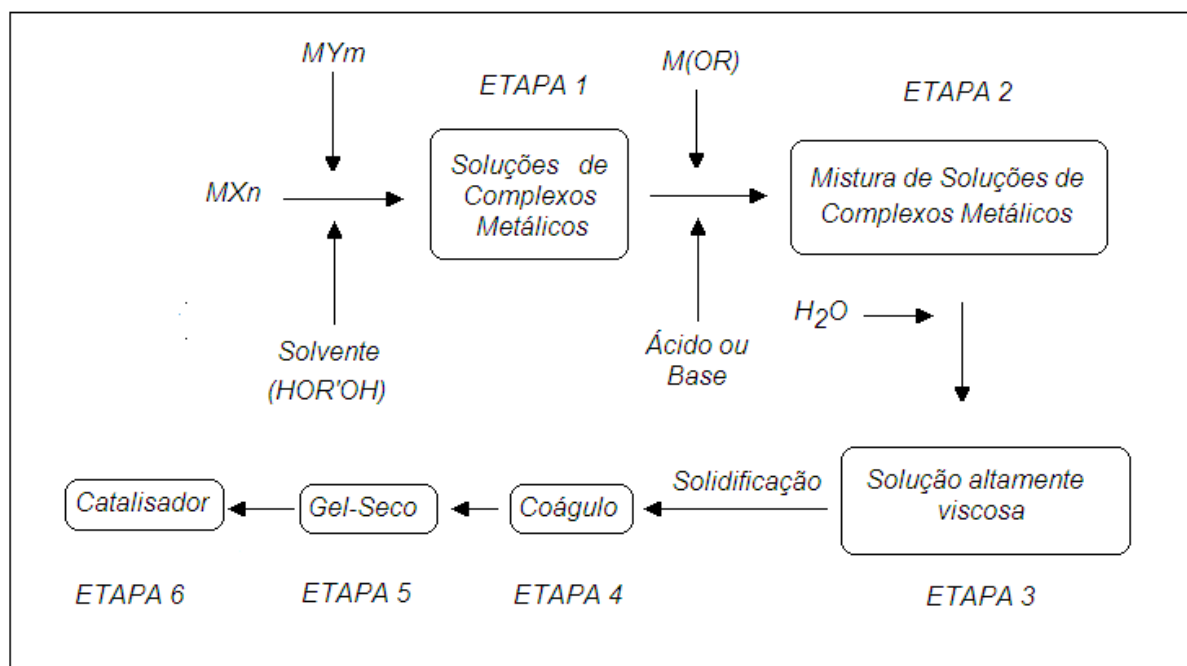 MYm
ETAPA 1
M(OR)
ETAPA 2
MXn
Soluções de
Complexos
Metálicos
Mistura de Soluções de
Complexos Metálicos
Solvente
(HOR'OH)
Ácido ou
Base
H2O
Solução altamente
viscosa
ETAPA 3
Solidificação
Coágulo
ETAPA 4
Gel-Seco
ETAPA 5
Catalisador
ETAPA 6